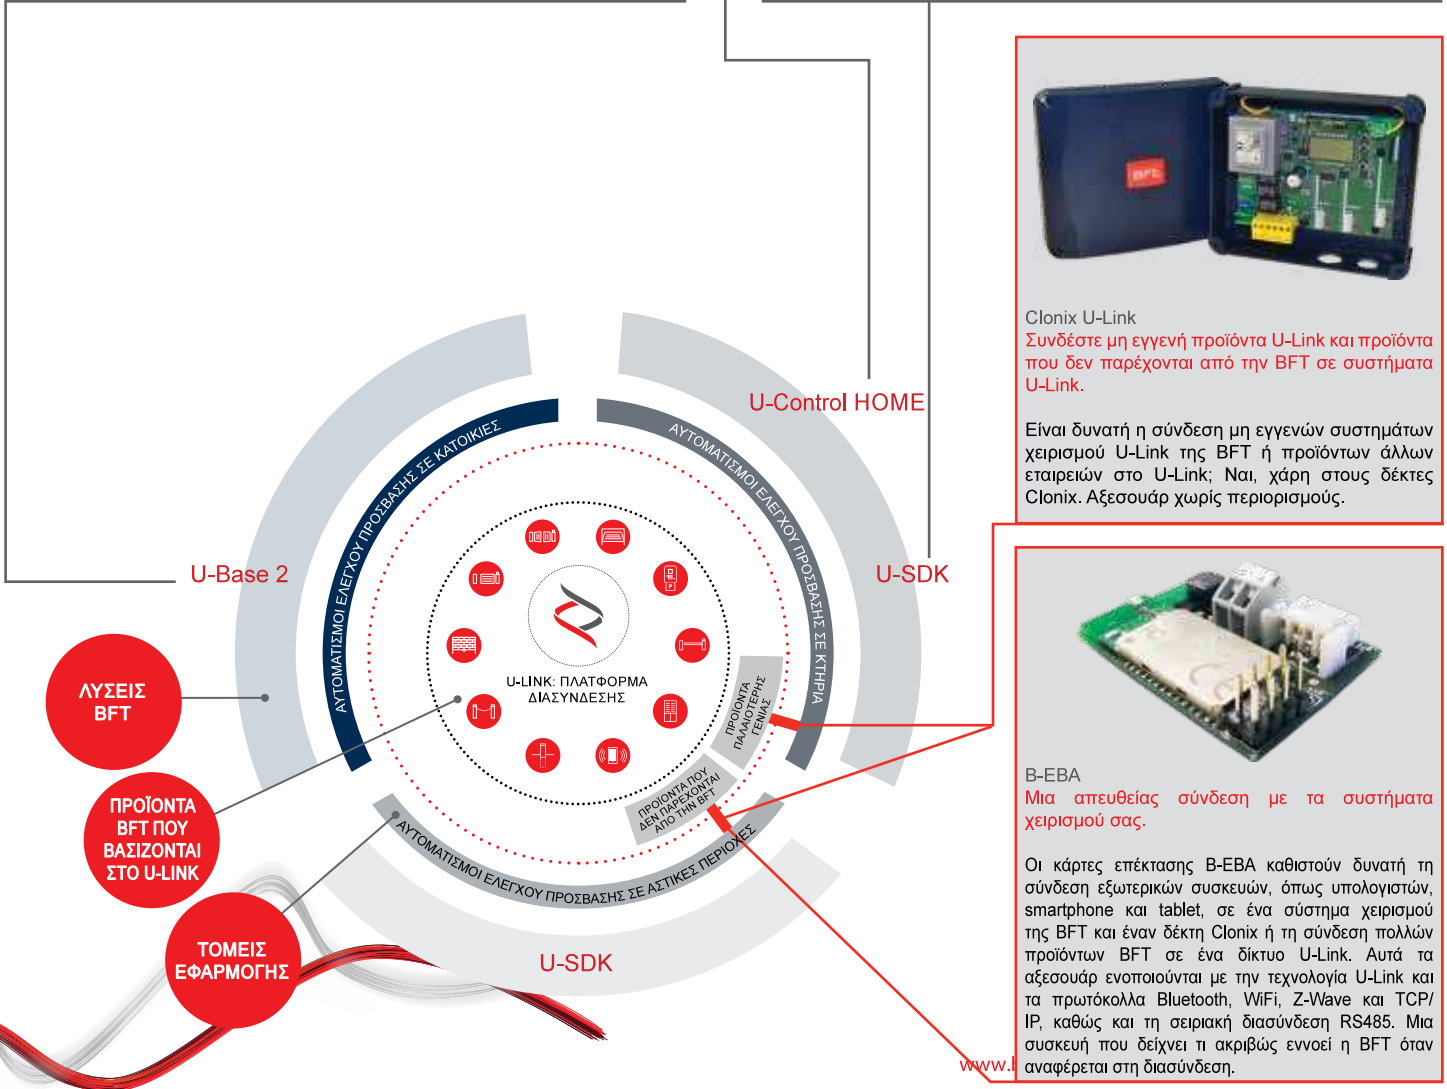 BFT
Clonix U-Link
Συνδέστε μη εγγενή προϊόντα U-Link και προϊόντα
που δεν παρέχονται από την BFT σε συστήματα
U-Link.
Είναι δυνατή η σύνδεση μη εγγενών συστημάτων
χειρισμού U-Link της BFT ή προϊόντων άλλων
εταιρειών στο U-Link; Ναι, χάρη στους δέκτες
Clonix. Αξεσουάρ χωρίς περιορισμούς.
U-Control HOME
U-Base 2
U-SDK
ΑΥΤΟΜΑΤΙΣΜΟΙ ΕΛΕΓΧΟΥ ΠΡΟΣΒΑΣΗΣ ΣΕ ΚΑΤΟΙΚΙΕΣ
ΑΥΤΟΜΑΤΙΣΜΟΙ ΕΛΕΓΧΟΥ ΠΡΟΣΒΑΣΗΣ ΣΕ ΚΤΗΡΙΑ
P
U-LINK: ΠΛΑΤΦΟΡΜΑ
ΔΙΑΣΥΝΔΕΣΗΣ
ΠΡΟΪΟΝΤΑ
ΠΑΛΑΙΟΤΕΡΗΣ
ΓΕΝΙΑΣ
ΠΡΟΪΟΝΤΑ ΠΟΥ
ΔΕΝ ΠΑΡΕΧΟΝΤΑΙ
ΑΠΟ ΤΗΝ BFT
ΑΥΤΟΜΑΤΙΣΜΟΙ ΕΛΕΓΧΟΥ ΠΡΟΣΒΑΣΗΣ ΣΕ ΑΣΤΙΚΕΣ ΠΕΡΙΟΧΕΣ
U-SDK
ΛΥΣΕΙΣ
BFT
ΠΡΟΪΟΝΤΑ
BFT ΠΟΥ
ΒΑΣΙΖΟΝΤΑΙ
ΣΤΟ U-LINK
ΤΟΜΕΙΣ
ΕΦΑΡΜΟΓΗΣ
B-EBA
Μια απευθείας σύνδεση με τα συστήματα
χειρισμού σας.
Οι κάρτες επέκτασης B-EBA καθιστούν δυνατή τη
σύνδεση εξωτερικών συσκευών, όπως υπολογιστών,
smartphone και tablet, σε ένα σύστημα χειρισμού
της BFT και έναν δέκτη Clonix ή τη σύνδεση πολλών
προϊόντων BFT σε ένα δίκτυο U-Link. Αυτά τα
αξεσουάρ ενοποιούνται με την τεχνολογία U-Link και
τα πρωτόκολλα Bluetooth, WiFi, Z-Wave και TCP/
IP, καθώς και τη σειριακή διασύνδεση RS485. Μια
συσκευή που δείχνει τι ακριβώς εννοεί η BFT όταν
αναφέρεται στη διασύνδεση.